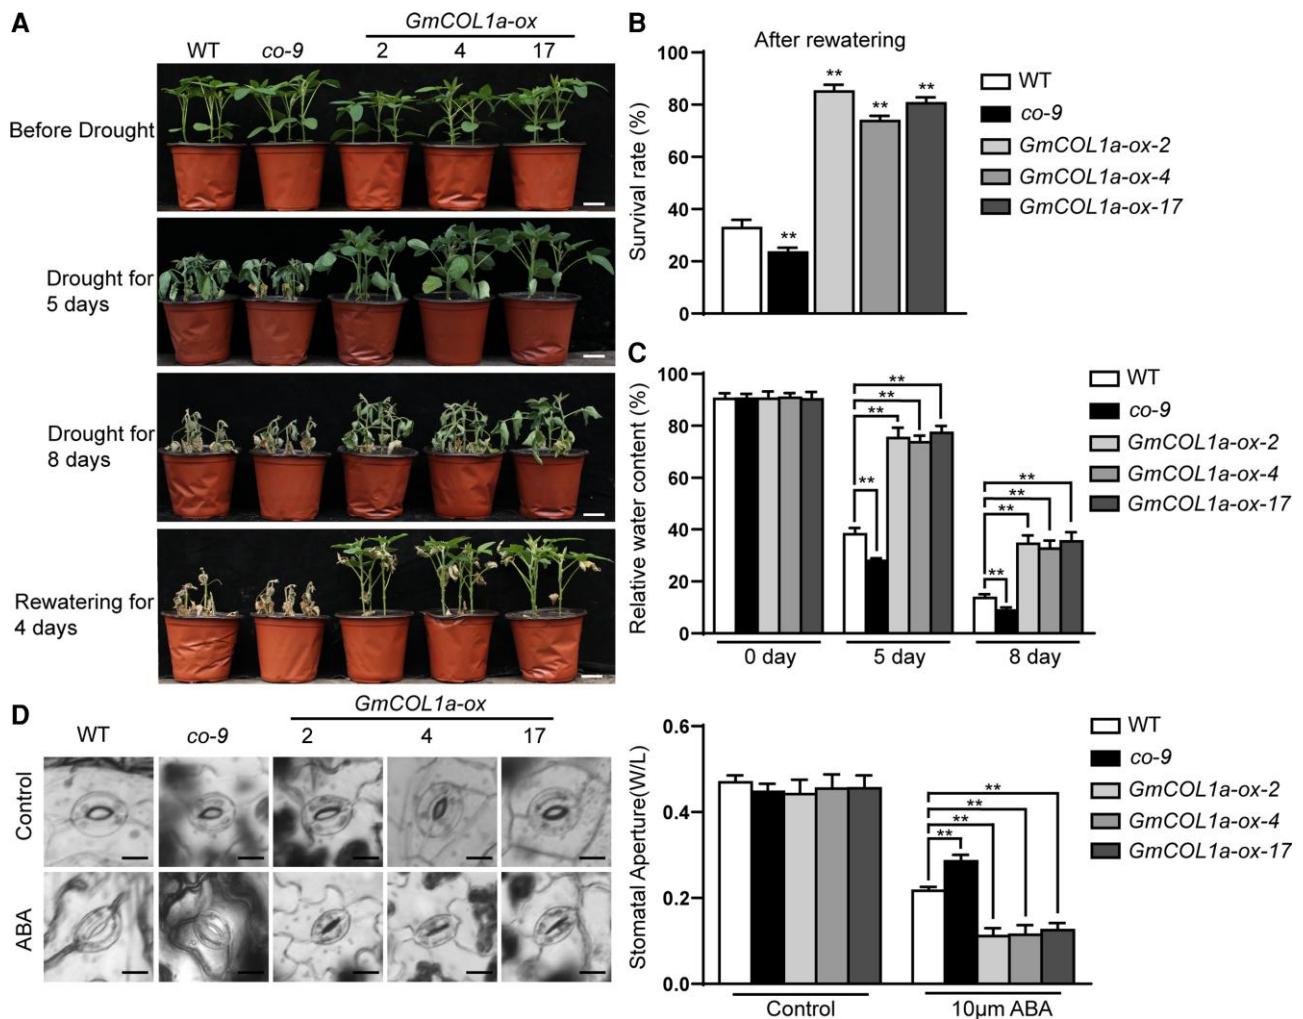 A
GmCOL1a-ox
WT co-9 2 4 17
Before Drought
Drought for
5 days
Drought for
8 days
Rewatering for
4 days
B
After rewatering
Survival rate (%)
100
80
60
40
20
0
** ** ** **
WT
co-9
GmCOL1a-ox-2
GmCOL1a-ox-4
GmCOL1a-ox-17
C
Relative water content (%)
100
80
60
40
20
0
**
**
**
**
**
**
**
**
0 day 5 day 8 day
WT
co-9
GmCOL1a-ox-2
GmCOL1a-ox-4
GmCOL1a-ox-17
D
GmCOL1a-ox
WT co-9 2 4 17
Control
ABA
Stomatal Aperture(W/L)
0.6
0.4
0.2
0.0
**
**
**
**
Control 10μm ABA
WT
co-9
GmCOL1a-ox-2
GmCOL1a-ox-4
GmCOL1a-ox-17